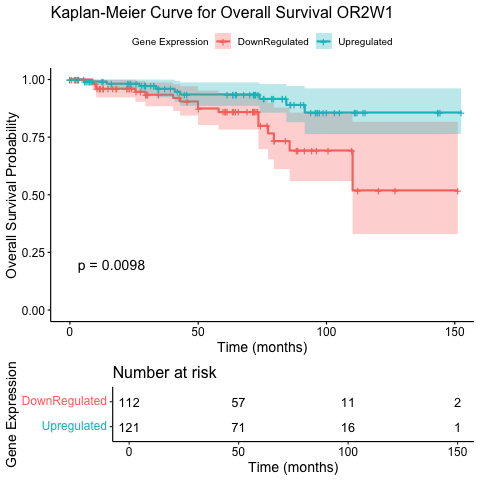 Kaplan-Meier Curve for Overall Survival OR2W1
Gene Expression DownRegulated Upregulated
Overall Survival Probability
1.00
0.75
0.50
0.25
0.00
p = 0.0098
0 50 100 150
Time (months)
Number at risk
Gene Expression
DownRegulated 112 57 11 2
Upregulated 121 71 16 1
0 50 100 150
Time (months)